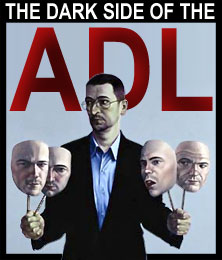 THE DARK SIDE OF THE
ADL